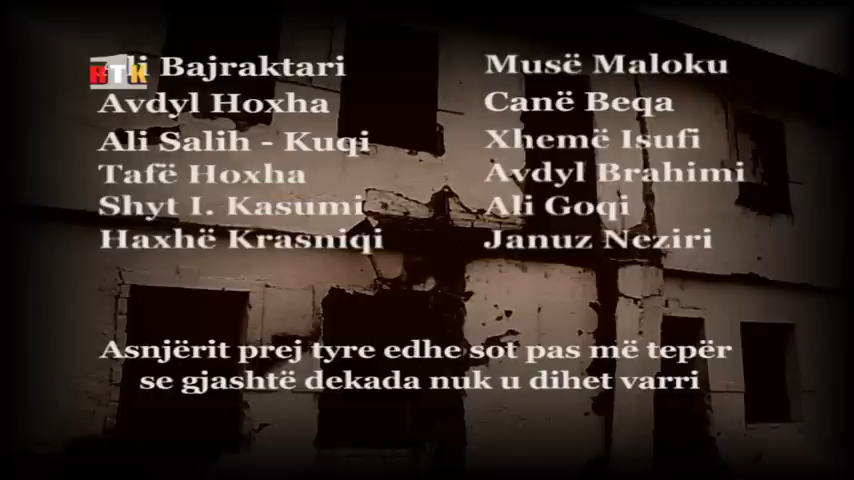 RTK
Ali Bajraktari
Avdyl Hoxha
Ali Salih - Kuqi
Tafë Hoxha
Shyt I. Kasumi
Haxhë Krasniqi
Musë Maloku
Canë Beqa
Xhemë Isufi
Avdyl Brahimi
Ali Goqi
Januz Neziri
Asnjërit prej tyre edhe sot pas më tepër
se gjashtë dekada nuk u dihet varri